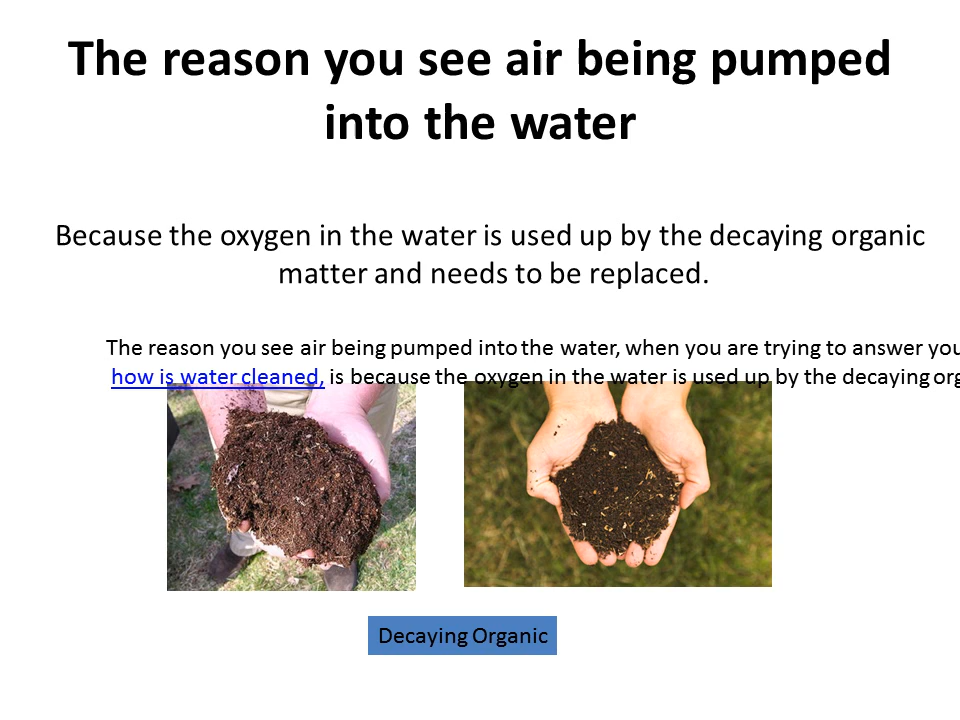 The reason you see air being pumped
into the water
Because the oxygen in the water is used up by the decaying organic
matter and needs to be replaced.
The reason you see air being pumped into the water, when you are trying to answer you
how is water cleaned, is because the oxygen in the water is used up by the decaying org
Decaying Organic